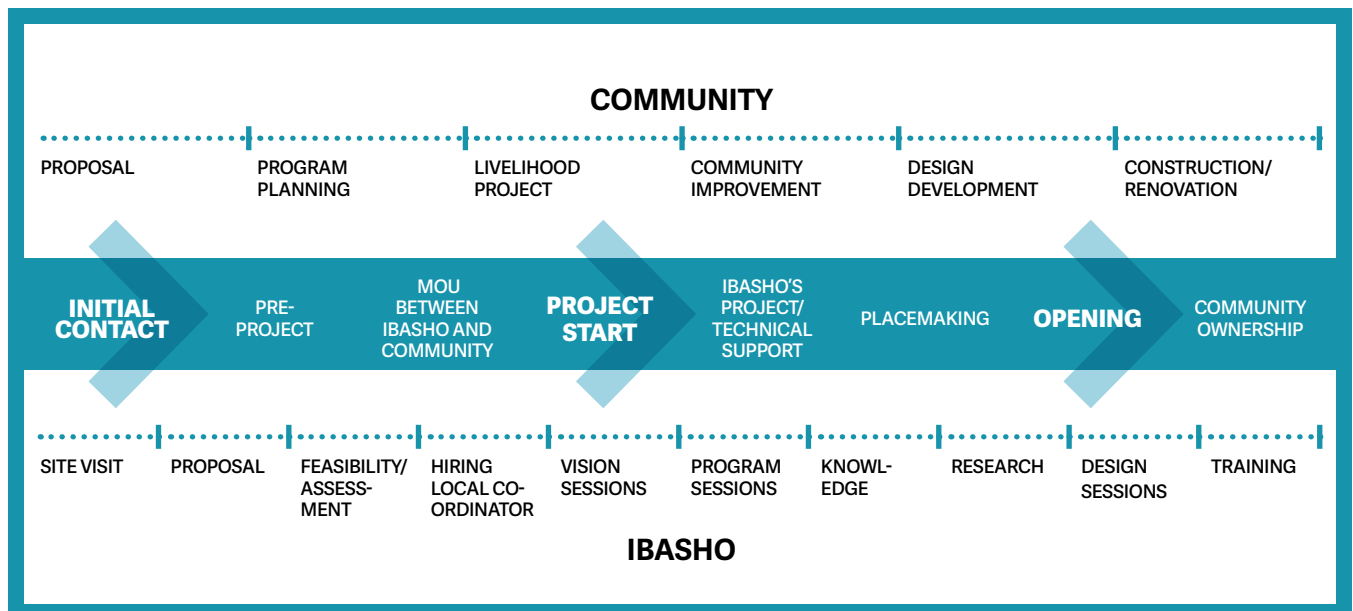 COMMUNITY
PROPOSAL
PROGRAM
PLANNING
LIVELIHOOD
PROJECT
COMMUNITY
IMPROVEMENT
DESIGN
DEVELOPMENT
CONSTRUCTION/
RENOVATION
INITIAL
CONTACT
PRE-
PROJECT
MOU
BETWEEN
IBASHO AND
COMMUNITY
PROJECT
START
IBASHO'S
PROJECT/
TECHNICAL
SUPPORT
PLACEMAKING
OPENING
COMMUNITY
OWNERSHIP
SITE VISIT
PROPOSAL
FEASIBILITY/
ASSESS-
MENT
HIRING
LOCAL CO-
ORDINATOR
VISION
SESSIONS
PROGRAM
SESSIONS
KNOWL-
EDGE
RESEARCH
DESIGN
SESSIONS
TRAINING
IBASHO